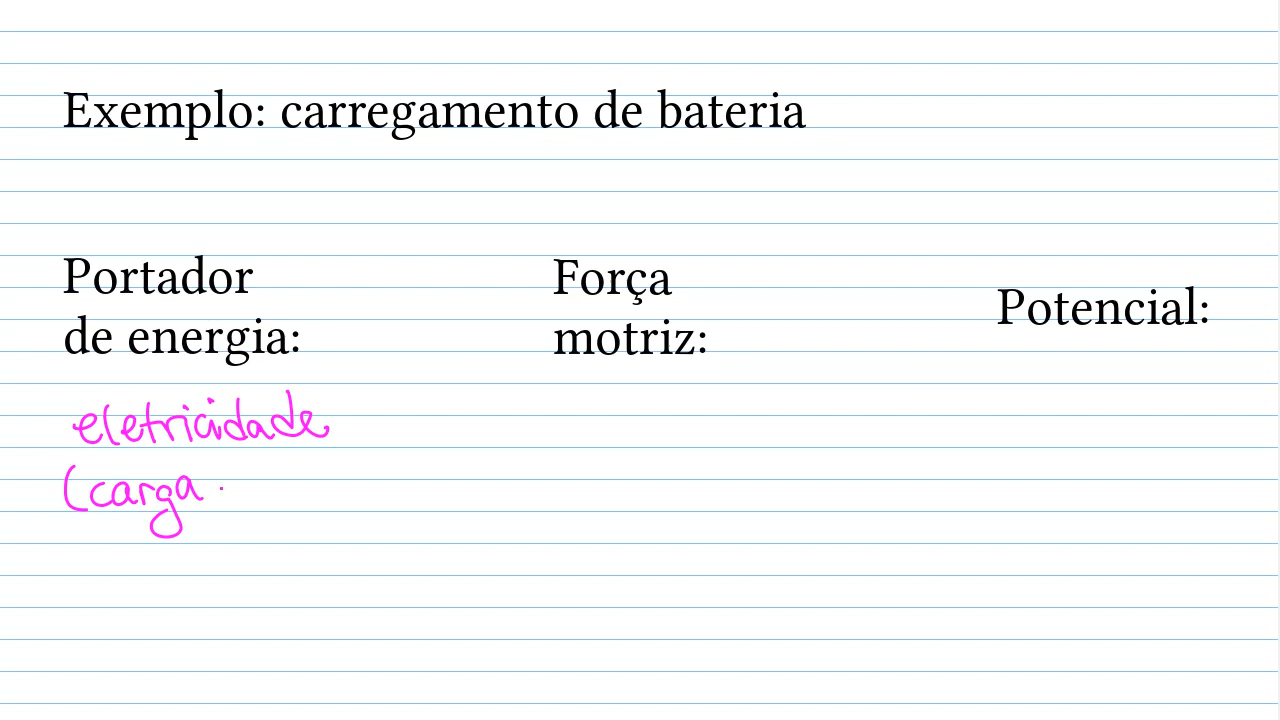 Exemplo: carregamento de bateria
Portador
de energia:
Força
motriz:
Potencial:
eletricidade
(carga